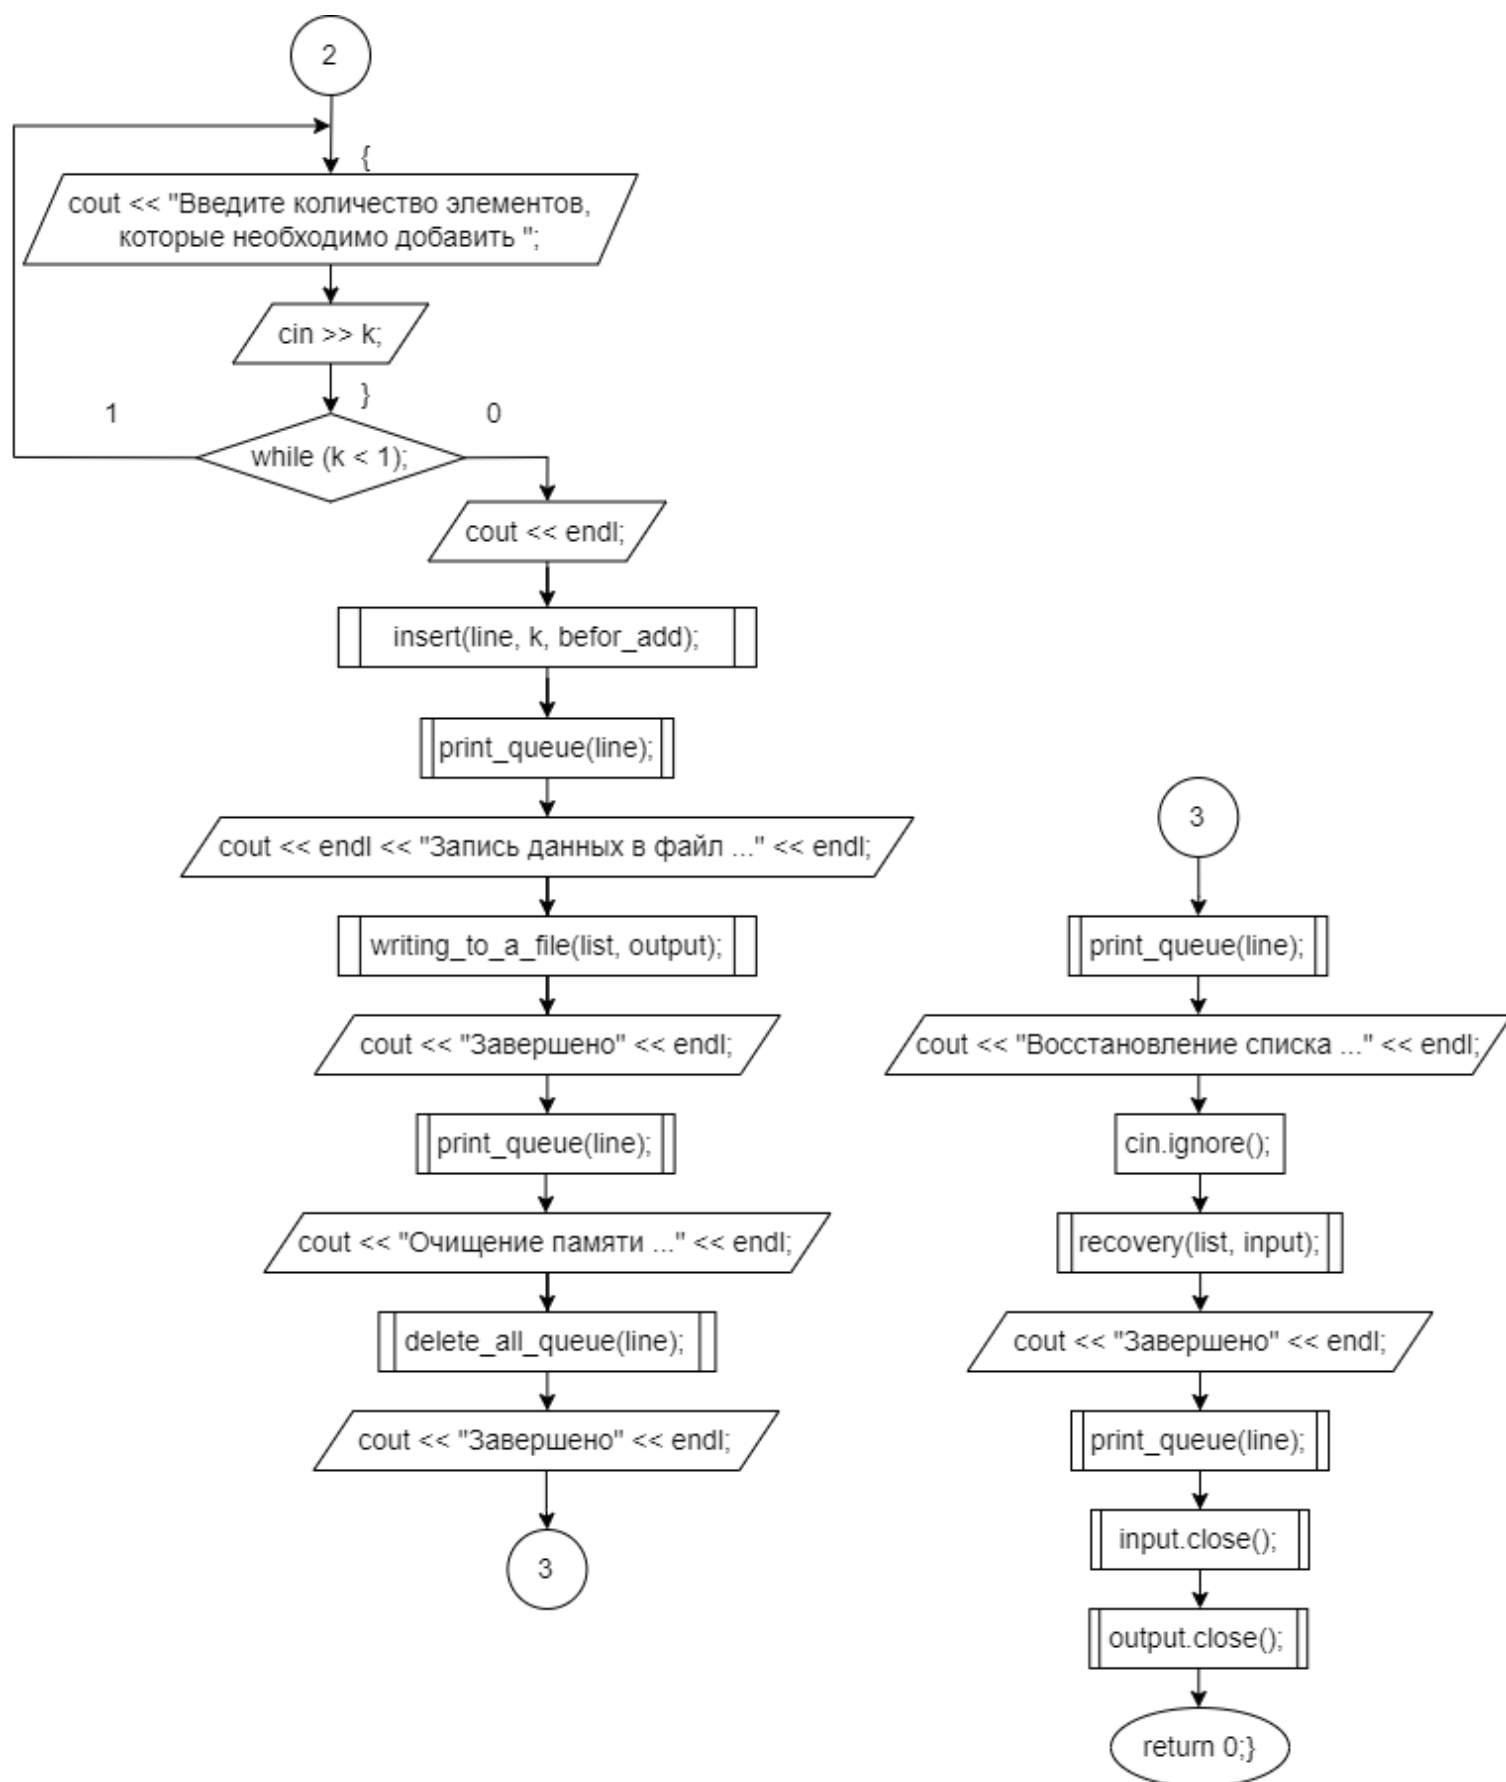 2
{
cout << "Введите количество элементов,
которые необходимо добавить ";
cin >> k;
}
1
0
while (k < 1);
cout << endl;
insert(line, k, befor_add);
print_queue(line);
cout << endl << "Запись данных в файл ..." << endl;
writing_to_a_file(list, output);
cout << "Завершено" << endl;
print_queue(line);
cout << "Очищение памяти ..." << endl;
delete_all_queue(line);
cout << "Завершено" << endl;
3
3
print_queue(line);
cout << "Восстановление списка ..." << endl;
cin.ignore();
recovery(list, input);
cout << "Завершено" << endl;
print_queue(line);
input.close();
output.close();
return 0;}